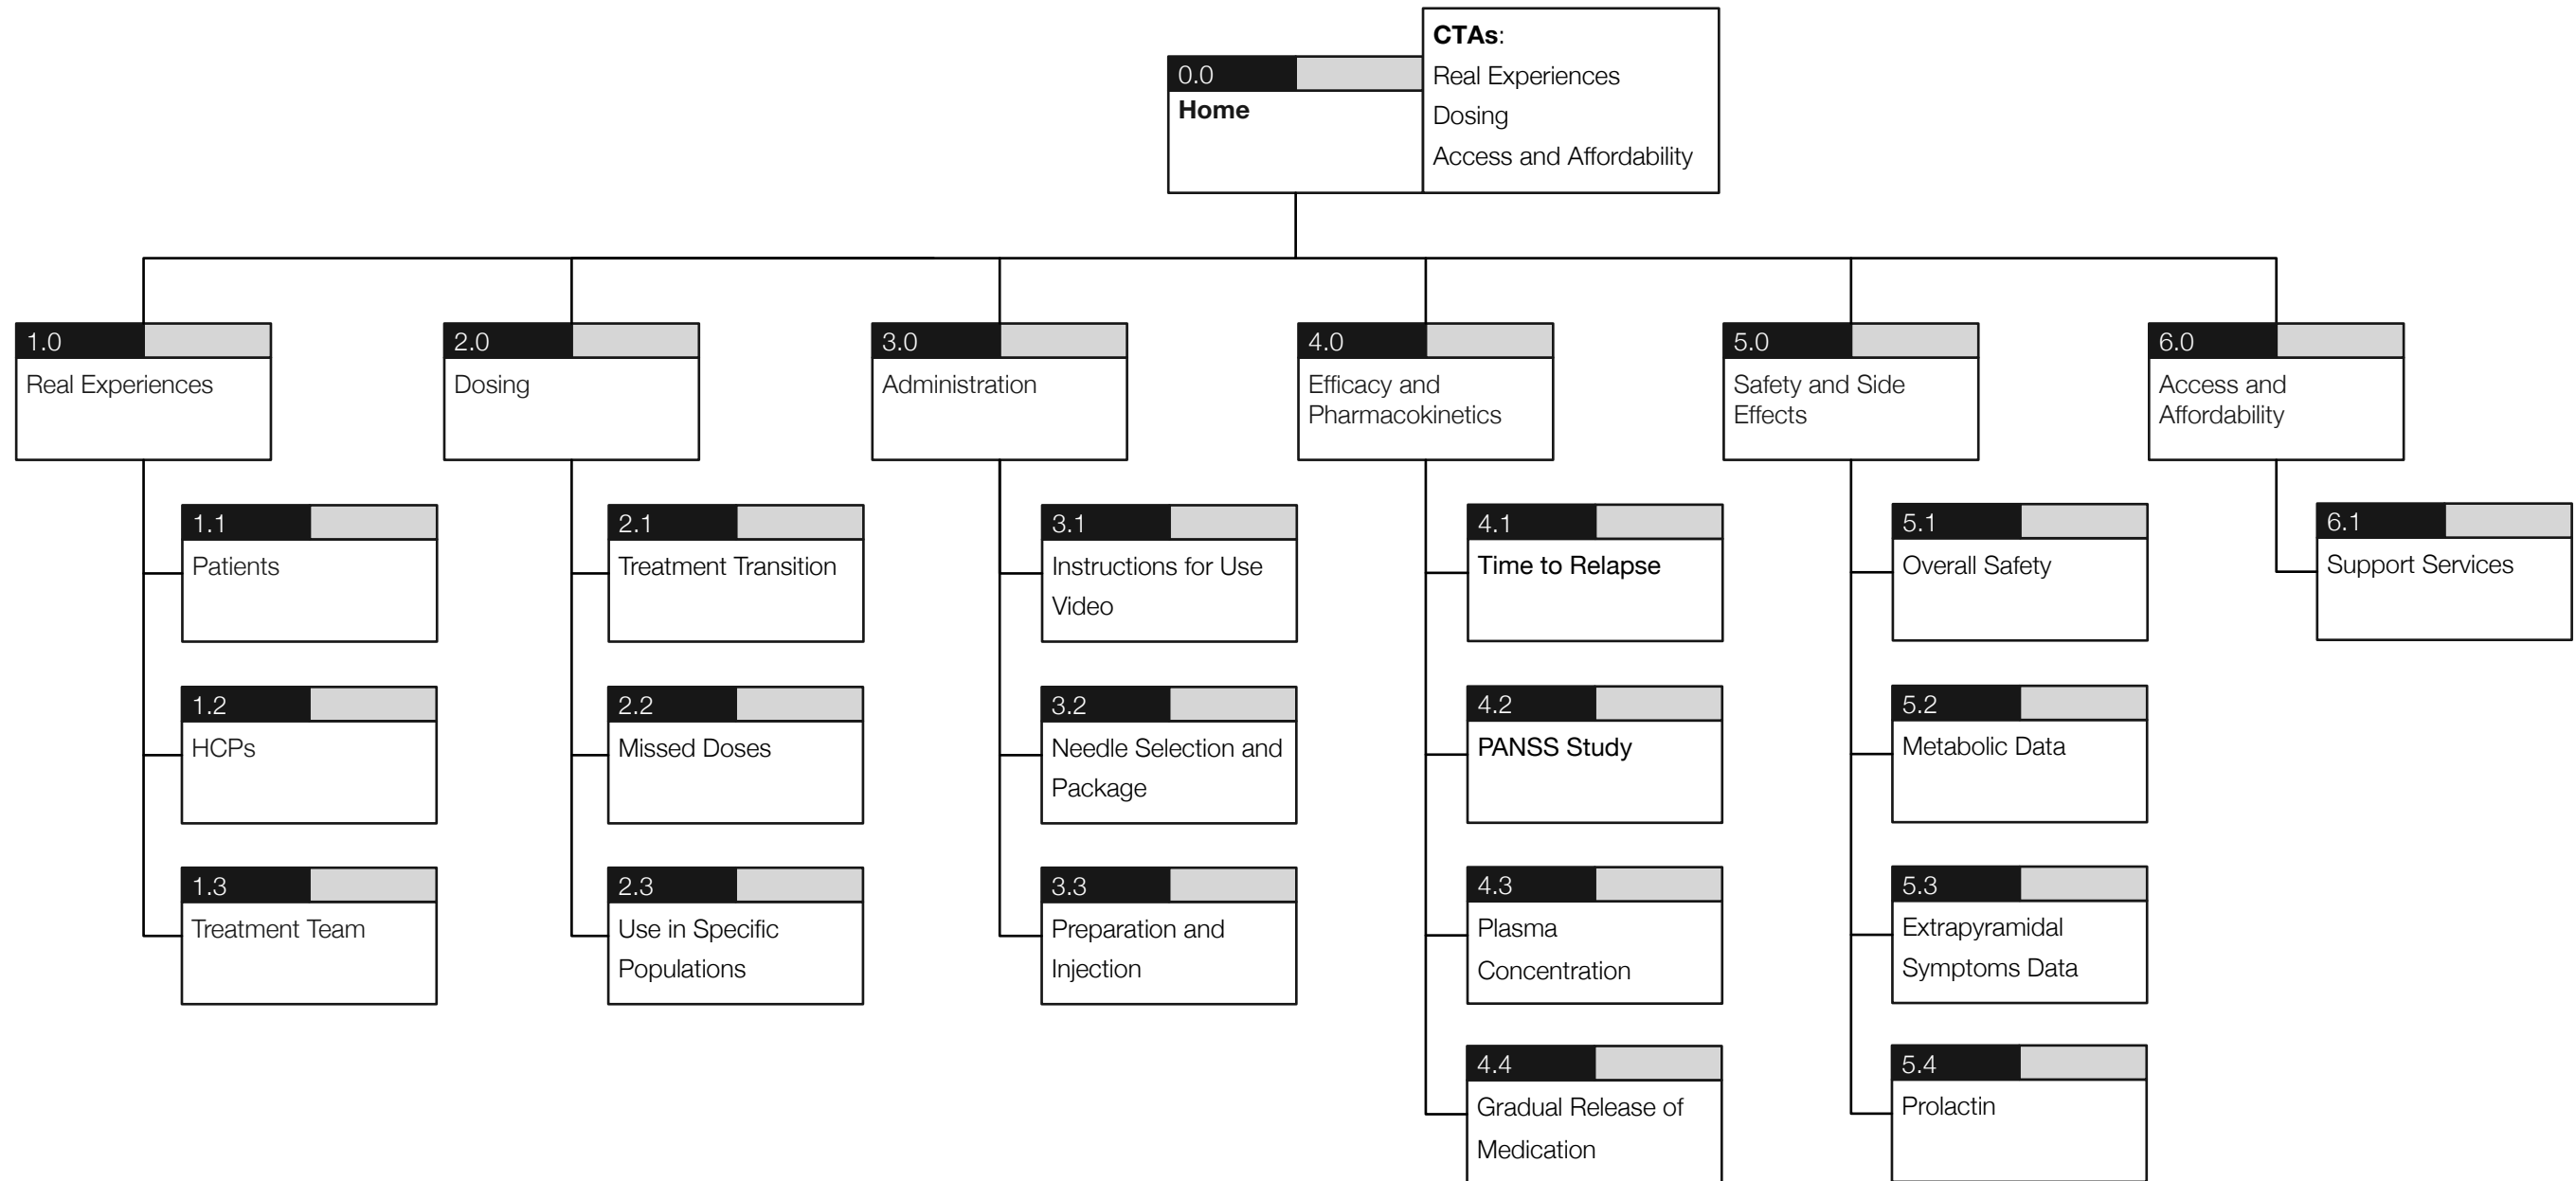 0.0
Home
CTAs:
Real Experiences
Dosing
Access and Affordability
1.0
Real Experiences
1.1
Patients
1.2
HCPs
1.3
Treatment Team
2.0
Dosing
2.1
Treatment Transition
2.2
Missed Doses
2.3
Use in Specific
Populations
3.0
Administration
3.1
Instructions for Use
Video
3.2
Needle Selection and
Package
3.3
Preparation and
Injection
4.0
Efficacy and
Pharmacokinetics
4.1
Time to Relapse
4.2
PANSS Study
4.3
Plasma
Concentration
4.4
Gradual Release of
Medication
5.0
Safety and Side
Effects
5.1
Overall Safety
5.2
Metabolic Data
5.3
Extrapyramidal
Symptoms Data
5.4
Prolactin
6.0
Access and
Affordability
6.1
Support Services